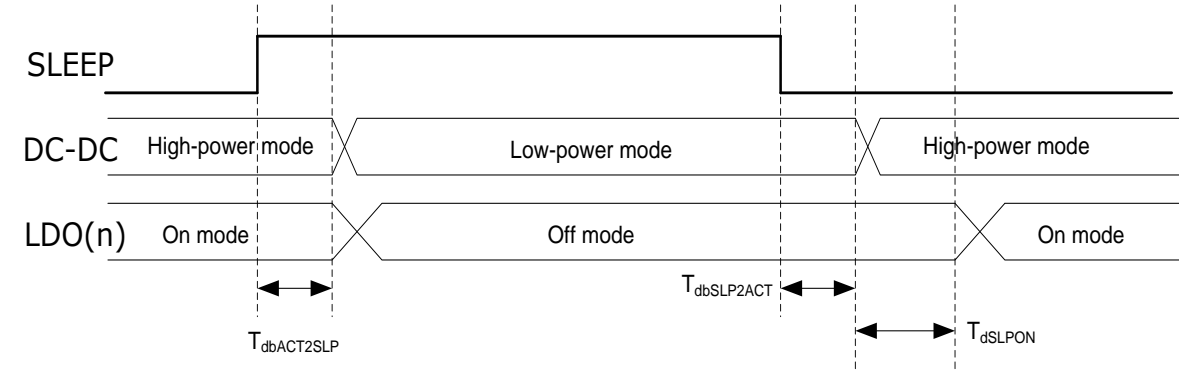 SLEEP
DC-DC High-power mode Low-power mode High-power mode
LDO(n) On mode Off mode On mode
TdbSLP2ACT
TdbACT2SLP
TdSLPON